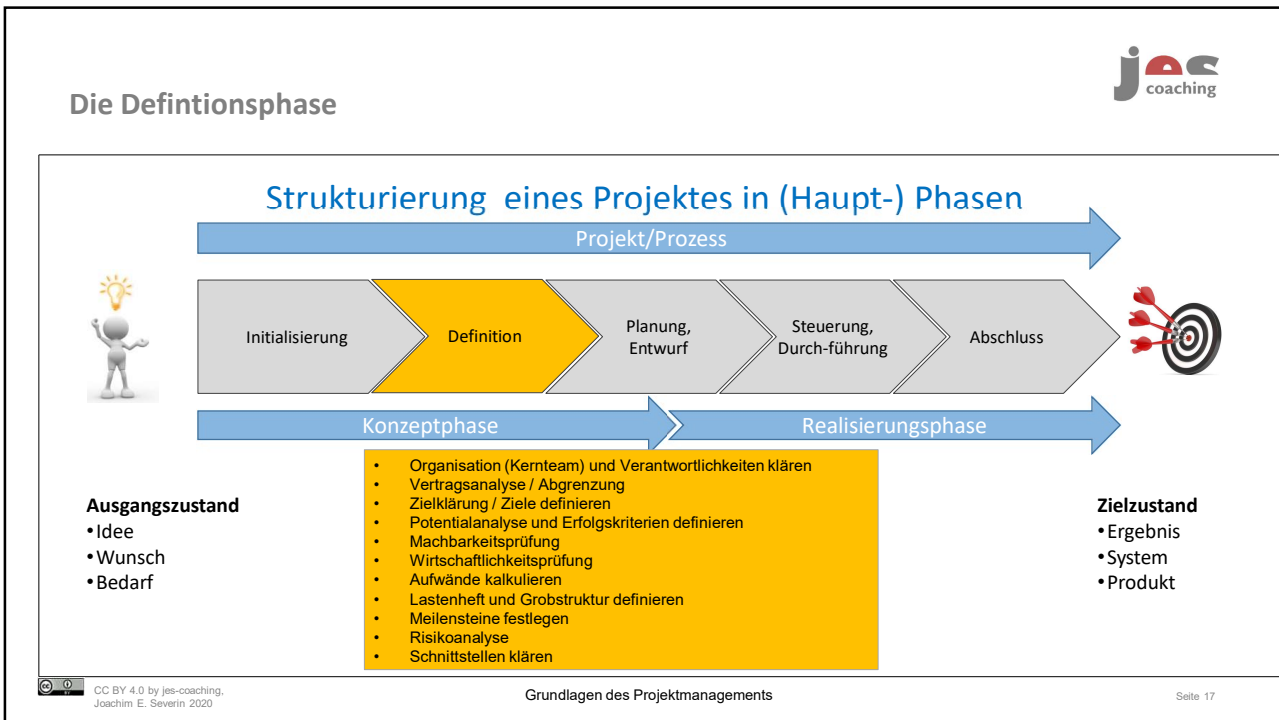 jes
coaching
Die Defintionsphase
Strukturierung eines Projektes in (Haupt-) Phasen
Projekt/Prozess
Initialisierung
Definition
Planung,
Entwurf
Steuerung,
Durch-führung
Abschluss
Konzeptphase
Realisierungsphase
• Organisation (Kernteam) und Verantwortlichkeiten klären
• Vertragsanalyse / Abgrenzung
• Zielklärung / Ziele definieren
• Potentialanalyse und Erfolgskriterien definieren
• Machbarkeitsprüfung
• Wirtschaftlichkeitsprüfung
• Aufwände kalkulieren
• Lastenheft und Grobstruktur definieren
• Meilensteine festlegen
• Risikoanalyse
• Schnittstellen klären
Ausgangszustand
• Idee
• Wunsch
• Bedarf
Zielzustand
• Ergebnis
• System
• Produkt
cc BY
CC BY 4.0 by jes-coaching,
Joachim E. Severin 2020
Grundlagen des Projektmanagements
Seite 17